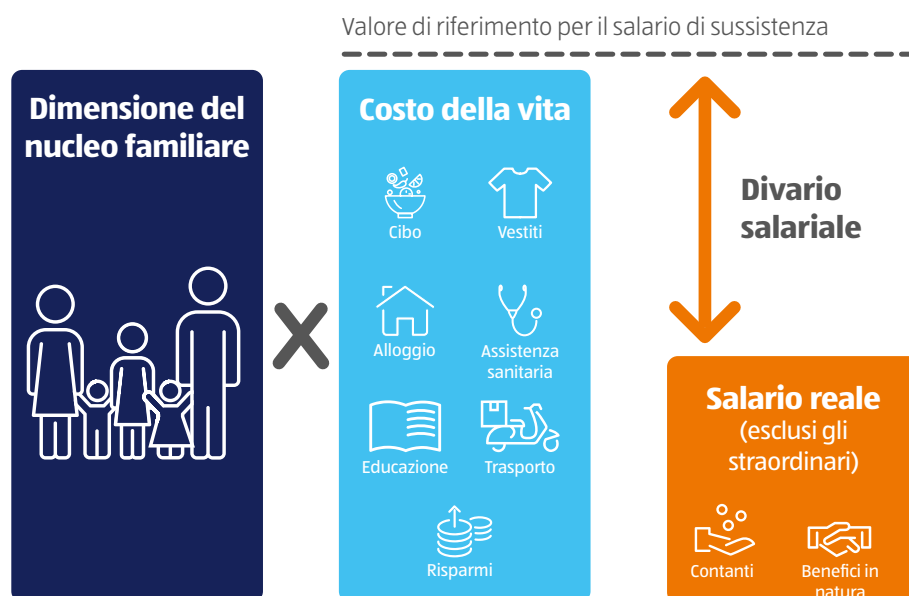 Valore di riferimento per il salario di sussistenza
Dimensione del
nucleo familiare
Costo della vita
Cibo
Vestiti
Alloggio
Assistenza
sanitaria
Educazione
Trasporto
Risparmi
Divario
salariale
Salario reale
(esclusi gli
straordinari)
Contanti
Benefici in
natura